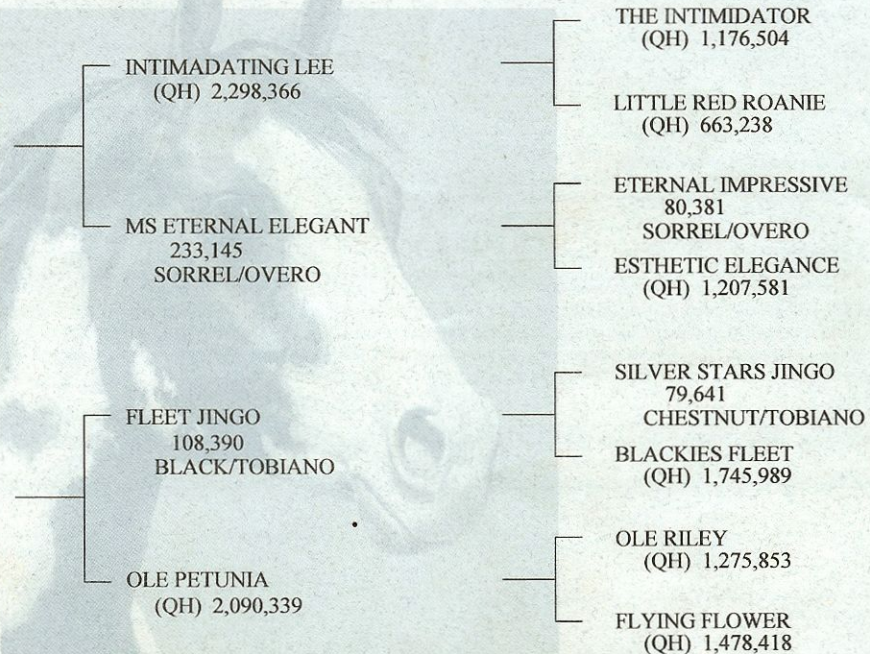 INTIMADATING LEE
(QH) 2,298,366
MS ETERNAL ELEGANT
233,145
SORREL/OVERO
FLEET JINGO
108,390
BLACK/TOBIANO
OLE PETUNIA
(QH) 2,090,339
THE INTIMIDATOR
(QH) 1,176,504
LITTLE RED ROANIE
(QH) 663,238
ETERNAL IMPRESSIVE
80,381
SORREL/OVERO
ESTHETIC ELEGANCE
(QH) 1,207,581
SILVER STARS JINGO
79,641
CHESTNUT/TOBIANO
BLACKIES FLEET
(QH) 1,745,989
OLE RILEY
(QH) 1,275,853
FLYING FLOWER
(QH) 1,478,418